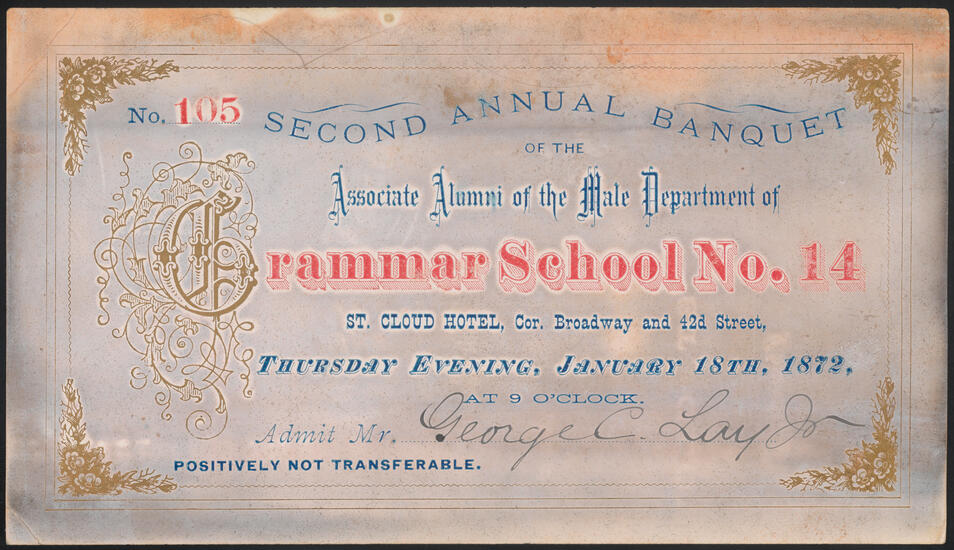 No. 105
SECOND ANNUAL BANQUET
OF THE
Associate Alumni of the Male Department of
Grammar School No. 14
ST. CLOUD HOTEL, Cor. Broadway and 42d Street,
THURSDAY EVENING, JANUARY 18TH, 1872,
AT 9 O'CLOCK.
Admit Mr. George C. Lay Jr
POSITIVELY NOT TRANSFERABLE.